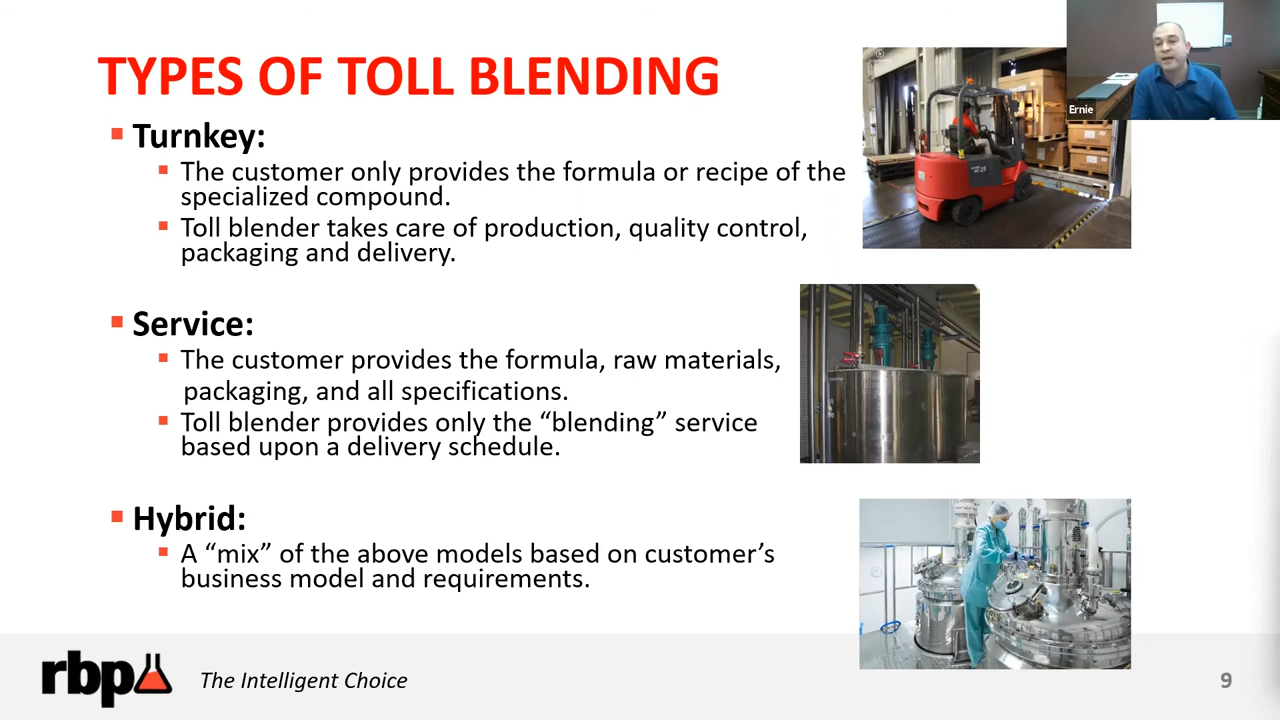 TYPES OF TOLL BLENDING
▪ Turnkey:
▪ The customer only provides the formula or recipe of the
specialized compound.
▪ Toll blender takes care of production, quality control,
packaging and delivery.
▪ Service:
▪ The customer provides the formula, raw materials,
packaging, and all specifications.
▪ Toll blender provides only the “blending” service
based upon a delivery schedule.
▪ Hybrid:
▪ A “mix” of the above models based on customer’s
business model and requirements.
Ernie
rbp
The Intelligent Choice
9